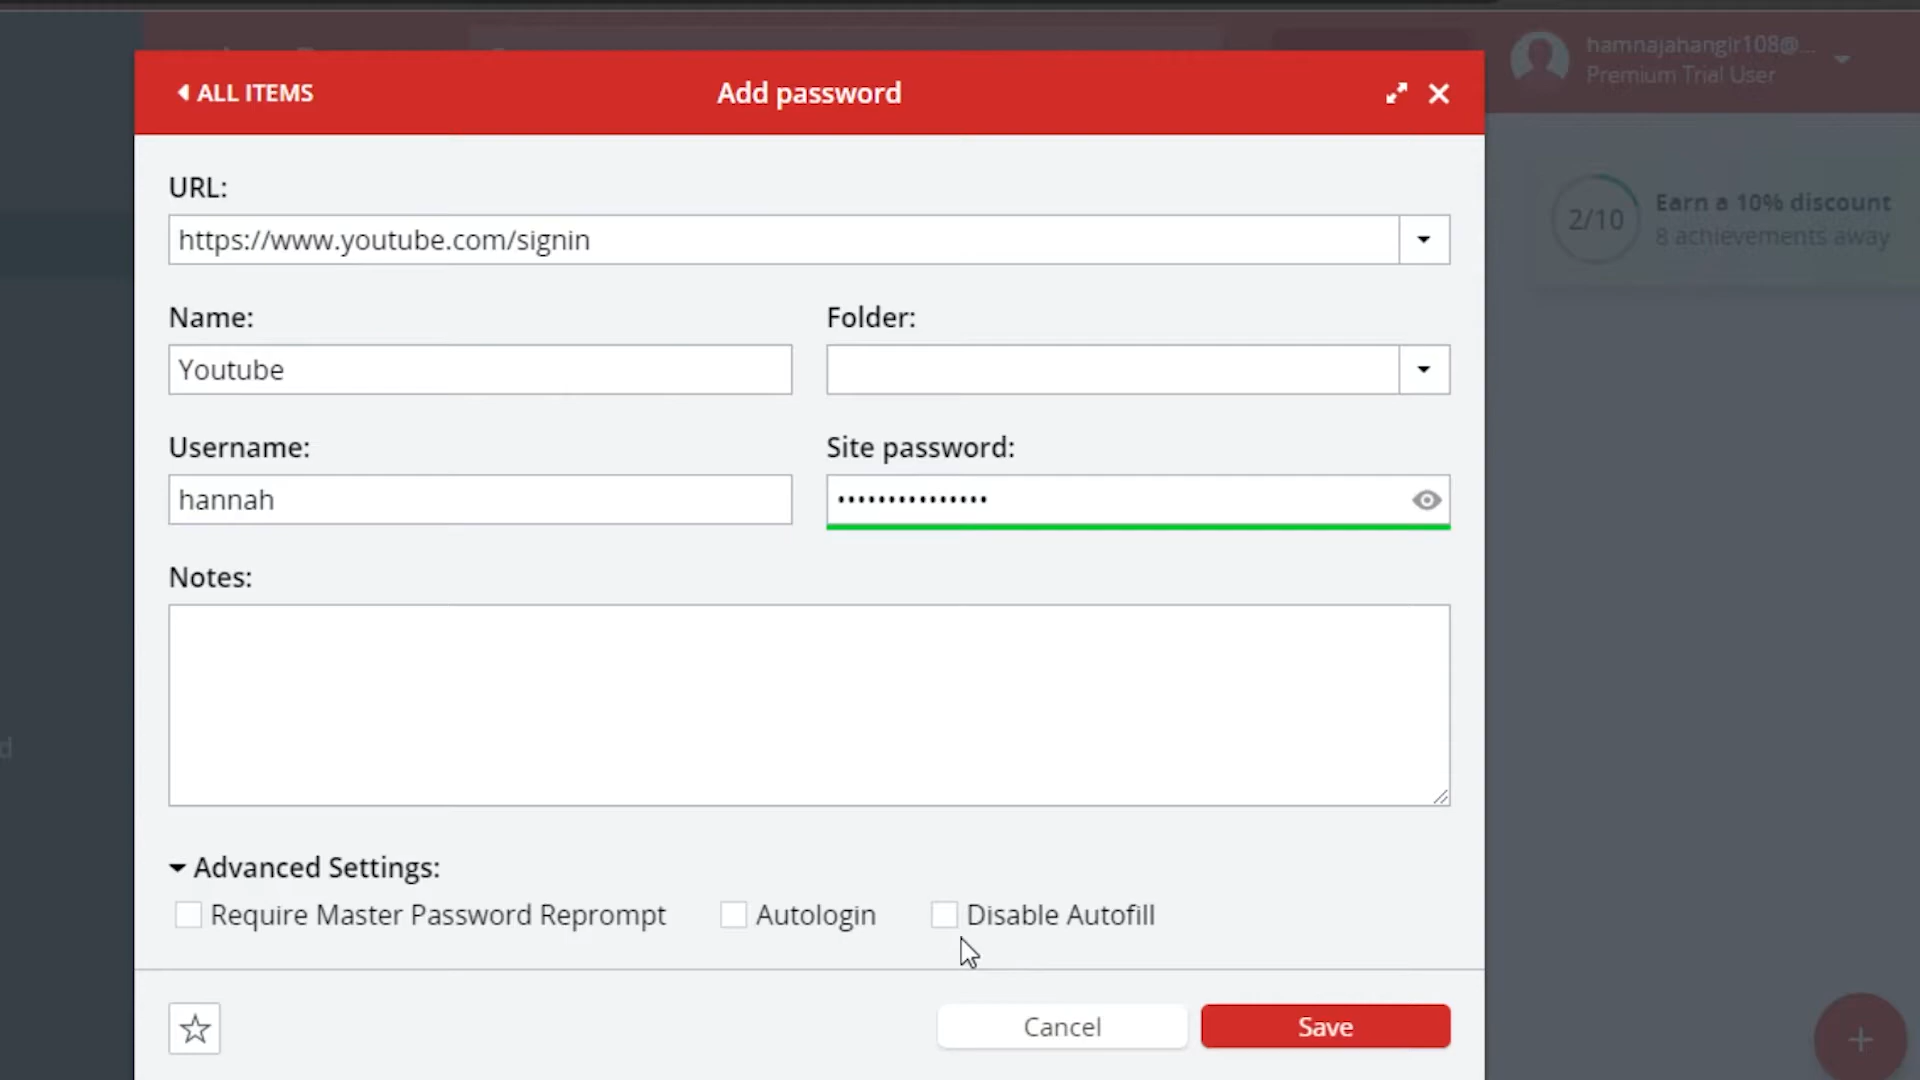 hamnajahangir108@...
Premium Trial User
ALL ITEMS
Add password
2/10
Earn a 10% discount
8 achievements away
URL:
https://www.youtube.com/signin
Name:
Folder:
Youtube
Username:
Site password:
hannah
•••••••••••••••
Notes:
d
Advanced Settings:
Require Master Password Reprompt
Autologin
Disable Autofill
Cancel
Save